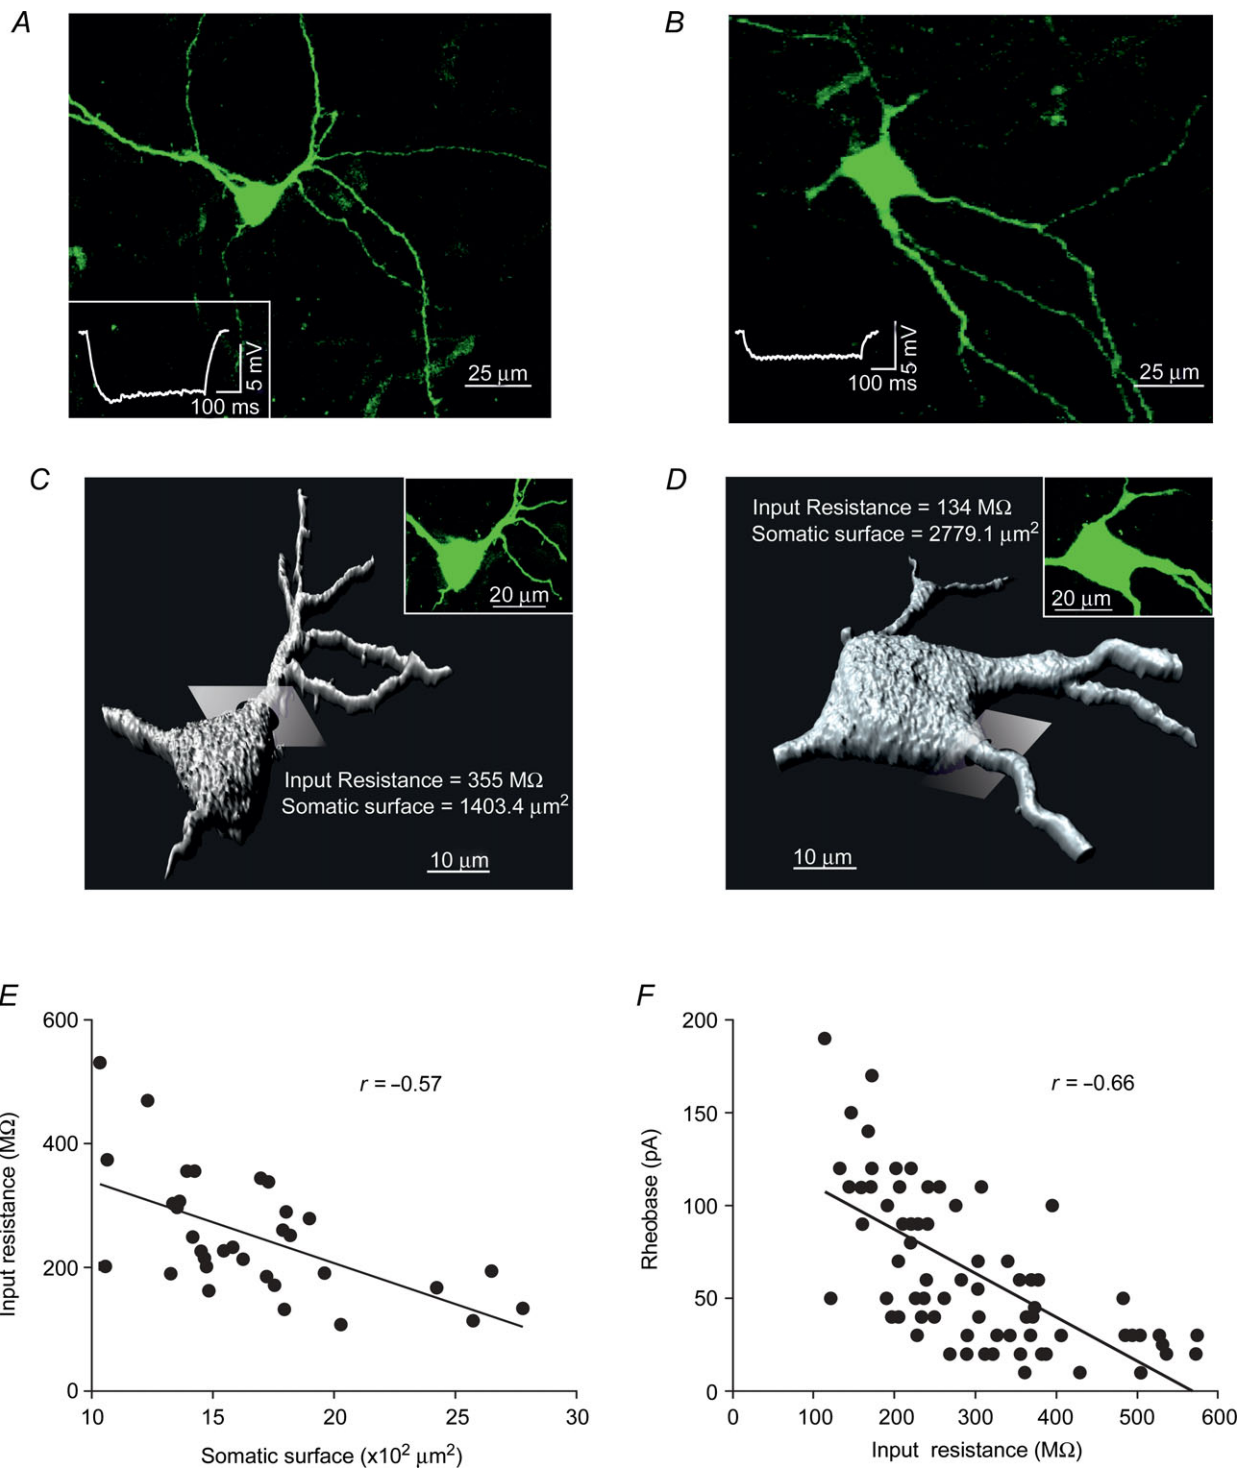 A
B
5 mV
100 ms
25 μm
5 mV
100 ms
25 μm
C
D
20 μm
Input Resistance = 355 MΩ
Somatic surface = 1403.4 μm²
10 μm
Input Resistance = 134 MΩ
Somatic surface = 2779.1 μm²
20 μm
10 μm
E
600
400
200
0
Input resistance (MΩ)
r = –0.57
10
15
20
25
30
Somatic surface (x10² μm²)
F
200
150
100
50
0
Rheobase (pA)
r = –0.66
0
100
200
300
400
500
600
Input resistance (MΩ)